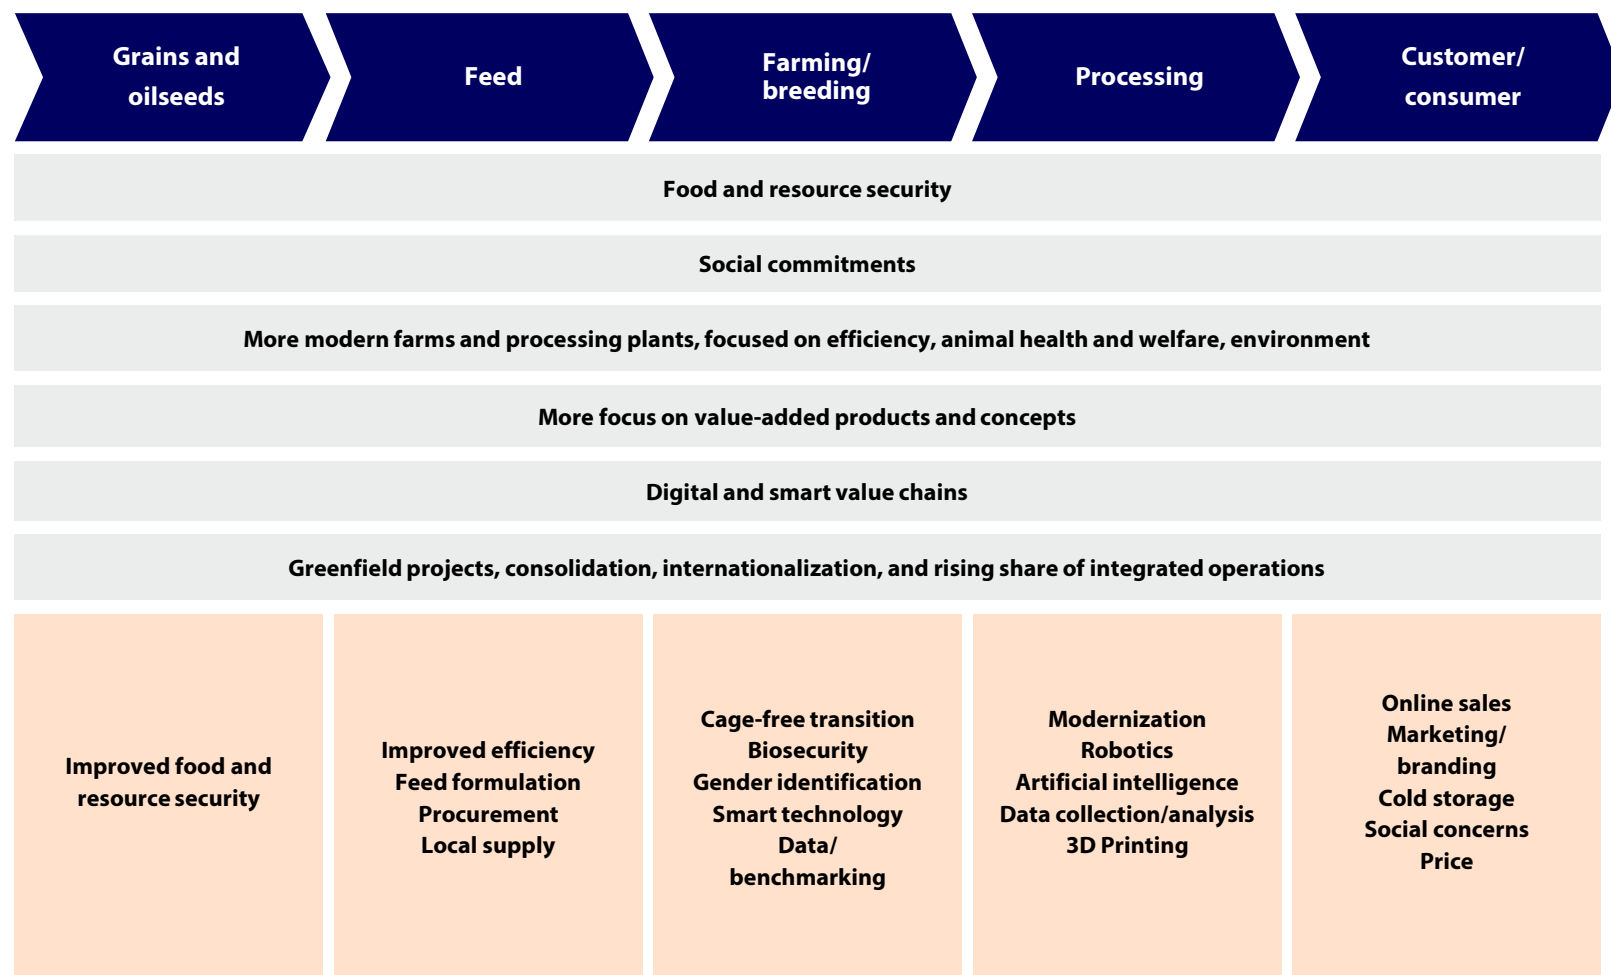 Grains and
oilseeds
Feed
Farming/
breeding
Processing
Customer/
consumer
Food and resource security
Social commitments
More modern farms and processing plants, focused on efficiency, animal health and welfare, environment
More focus on value-added products and concepts
Digital and smart value chains
Greenfield projects, consolidation, internationalization, and rising share of integrated operations
Improved food and
resource security
Improved efficiency
Feed formulation
Procurement
Local supply
Cage-free transition
Biosecurity
Gender identification
Smart technology
Data/
benchmarking
Modernization
Robotics
Artificial intelligence
Data collection/analysis
3D Printing
Online sales
Marketing/
branding
Cold storage
Social concerns
Price